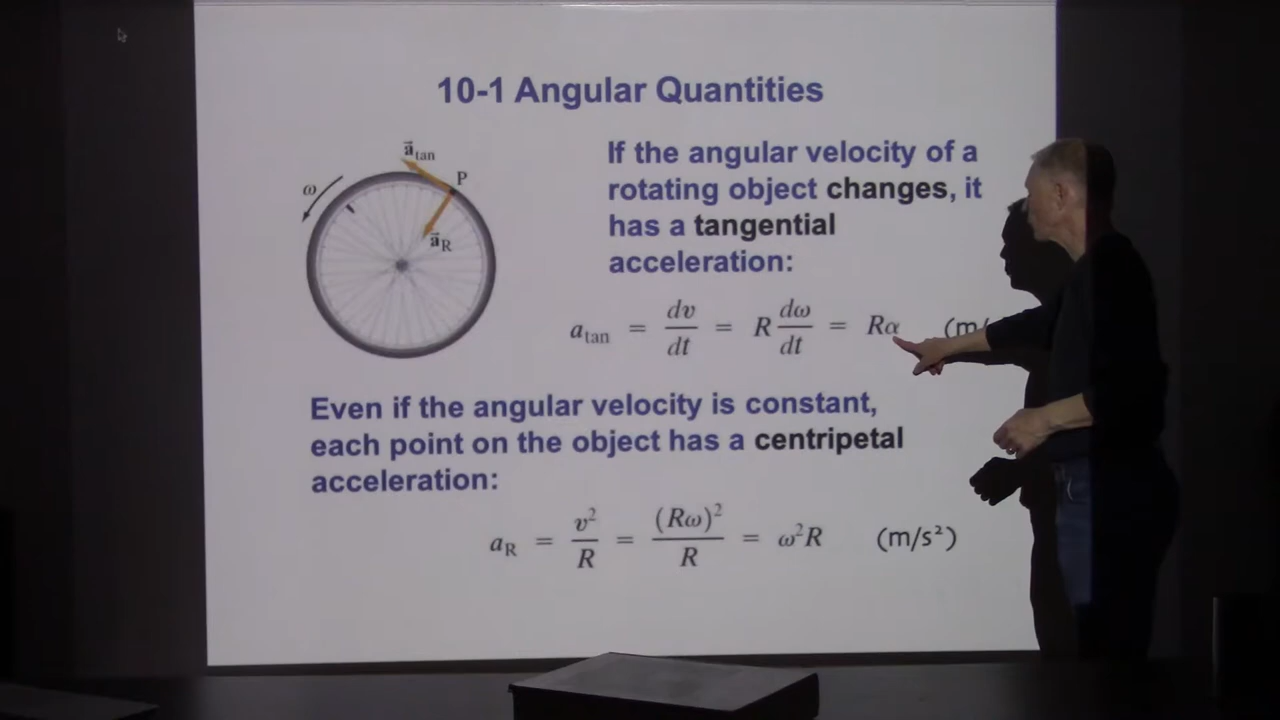 10-1 Angular Quantities
a⃗tan
P
ω
a⃗R
If the angular velocity of a
rotating object changes, it
has a tangential
acceleration:
atan = dv/dt = R dω/dt = Rα (m/
Even if the angular velocity is constant,
each point on the object has a centripetal
acceleration:
aR = v²/R = (Rω)²/R = ω²R (m/s²)